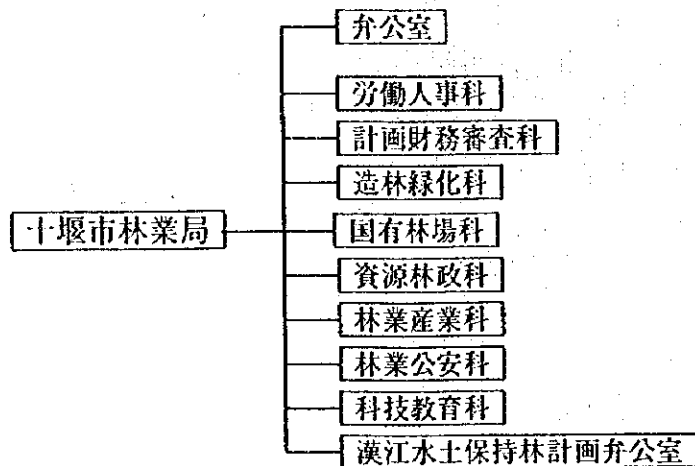 弁公室
労働人事科
計画財務審査科
造林緑化科
十堰市林業局
国有林場科
資源林政科
林業産業科
林業公安科
科技教育科
漢江水土保持林計画弁公室